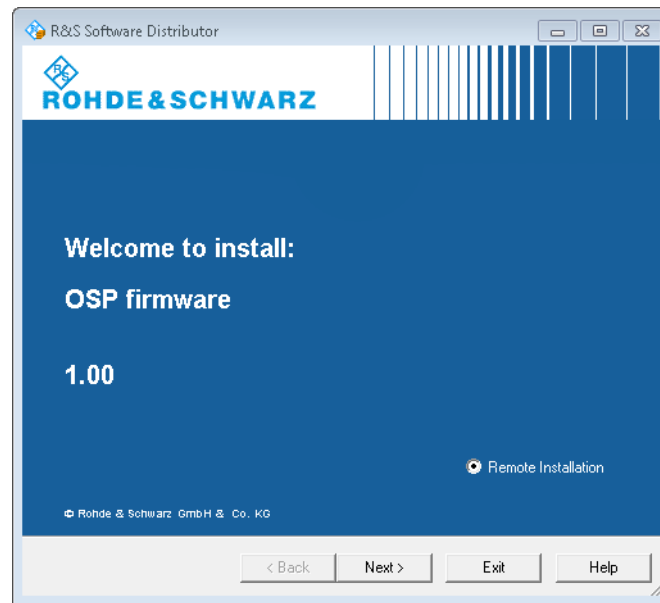 R&S Software Distributor
R&S
ROHDE&SCHWARZ
Welcome to install:
OSP firmware
1.00
Remote Installation
© Rohde & Schwarz GmbH & Co. KG
< Back
Next >
Exit
Help